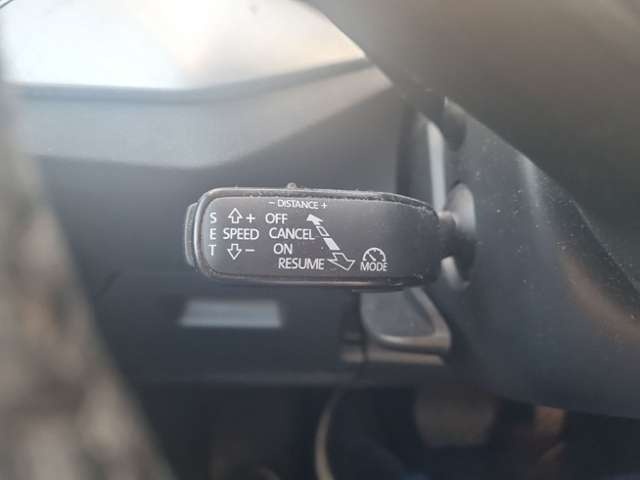 - DISTANCE +
S + OFF
E SPEED CANCEL
T - ON
RESUME MODE